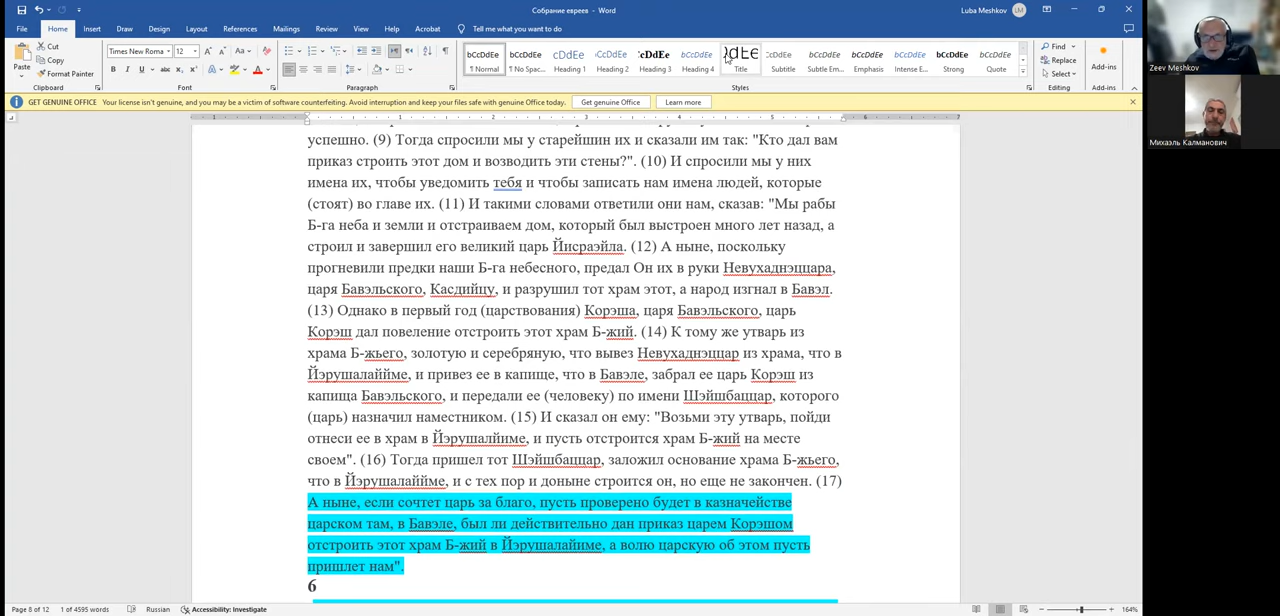 Собрание евреев - Word
Luba Meshkov
LM
File Home Insert Draw Design Layout References Mailings Review View Help Acrobat Tell me what you want to do
Paste
Cut
Copy
Format Painter
Clipboard
Times New Roma 12
Font
Paragraph
AaBbCcDdEe
¶ Normal ¶ No Spac... Heading 1 Heading 2 Heading 3 Heading 4 Title Subtitle Subtle Em... Emphasis Intense E... Strong Quote
Styles
Find
Replace
Select
Editing
Add-ins
Add-ins
GET GENUINE OFFICE Your license isn't genuine, and you may be a victim of software counterfeiting. Avoid interruption and keep your files safe with genuine Office today. Get genuine Office Learn more
успешно. (9) Тогда спросили мы у старейшин их и сказали им так: "Кто дал вам
приказ строить этот дом и возводить эти стены?". (10) И спросили мы у них
имена их, чтобы уведомить тебя и чтобы записать нам имена людей, которые
(стоят) во главе их. (11) И такими словами ответили они нам, сказав: "Мы рабы
Б-га неба и земли и отстраиваем дом, который был выстроен много лет назад, а
строил и завершил его великий царь Йисраэйла. (12) А ныне, поскольку
прогневили предки наши Б-га небесного, предал Он их в руки Невухаднэццара,
царя Бавэльского, Касдийцу, и разрушил тот храм этот, а народ изгнал в Бавэл.
(13) Однако в первый год (царствования) Корэша, царя Бавэльского, царь
Корэш дал повеление отстроить этот храм Б-жий. (14) К тому же утварь из
храма Б-жьего, золотую и серебряную, что вывез Невухаднэццар из храма, что в
Йэрушалаййме, и привез ее в капище, что в Бавэле, забрал ее царь Корэш из
капища Бавэльского, и передали ее (человеку) по имени Шэйшбаццар, которого
(царь) назначил наместником. (15) И сказал он ему: "Возьми эту утварь, пойди
отнеси ее в храм в Йэрушалйиме, и пусть отстроится храм Б-жий на месте
своем". (16) Тогда пришел тот Шэйшбаццар, заложил основание храма Б-жьего,
что в Йэрушалаййме, и с тех пор и доныне строится он, но еще не закончен. (17)
А ныне, если сочтет царь за благо, пусть проверено будет в казначействе
царском там, в Бавэле, был ли действительно дан приказ царем Корэшом
отстроить этот храм Б-жий в Йэрушалайиме, а волю царскую об этом пусть
пришлет нам".
6
Page 8 of 12 1 of 4595 words Russian Accessibility: Investigate 164%
Zeev Meshkov
Михаэль Калманович